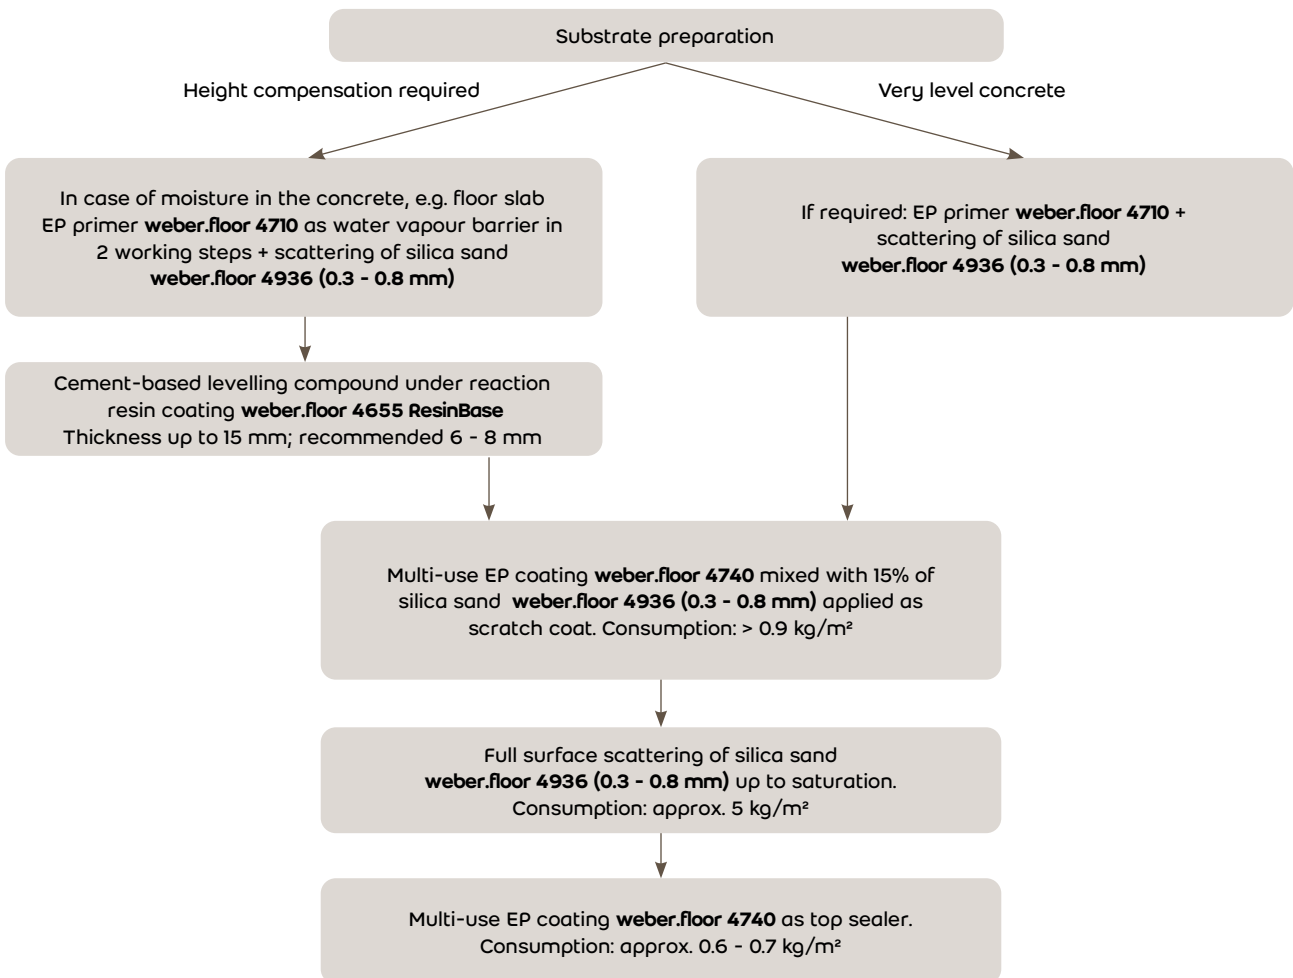 Substrate preparation
Height compensation required
Very level concrete
In case of moisture in the concrete, e.g. floor slab
EP primer weber.floor 4710 as water vapour barrier in
2 working steps + scattering of silica sand
weber.floor 4936 (0.3 - 0.8 mm)
If required: EP primer weber.floor 4710 +
scattering of silica sand
weber.floor 4936 (0.3 - 0.8 mm)
Cement-based levelling compound under reaction
resin coating weber.floor 4655 ResinBase
Thickness up to 15 mm; recommended 6 - 8 mm
Multi-use EP coating weber.floor 4740 mixed with 15% of
silica sand weber.floor 4936 (0.3 - 0.8 mm) applied as
scratch coat. Consumption: > 0.9 kg/m²
Full surface scattering of silica sand
weber.floor 4936 (0.3 - 0.8 mm) up to saturation.
Consumption: approx. 5 kg/m²
Multi-use EP coating weber.floor 4740 as top sealer.
Consumption: approx. 0.6 - 0.7 kg/m²